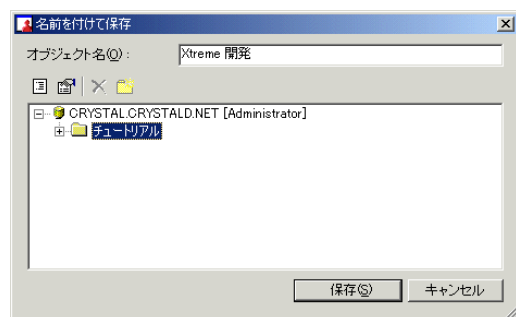 名前を付けて保存
オブジェクト名(O): Xtreme 開発
CRYSTAL.CRYSTALD.NET [Administrator]
チュートリアル
保存(S) キャンセル